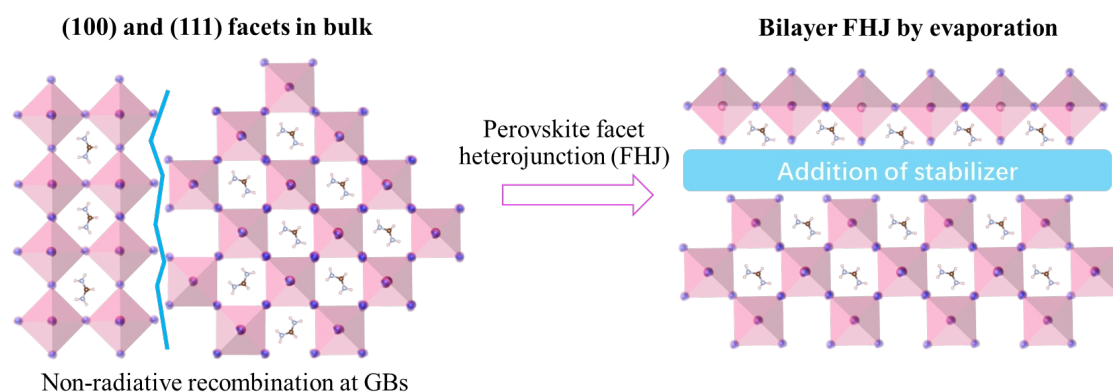 (100) and (111) facets in bulk
Non-radiative recombination at GBs
Perovskite facet
heterojunction (FHJ)
Bilayer FHJ by evaporation
Addition of stabilizer